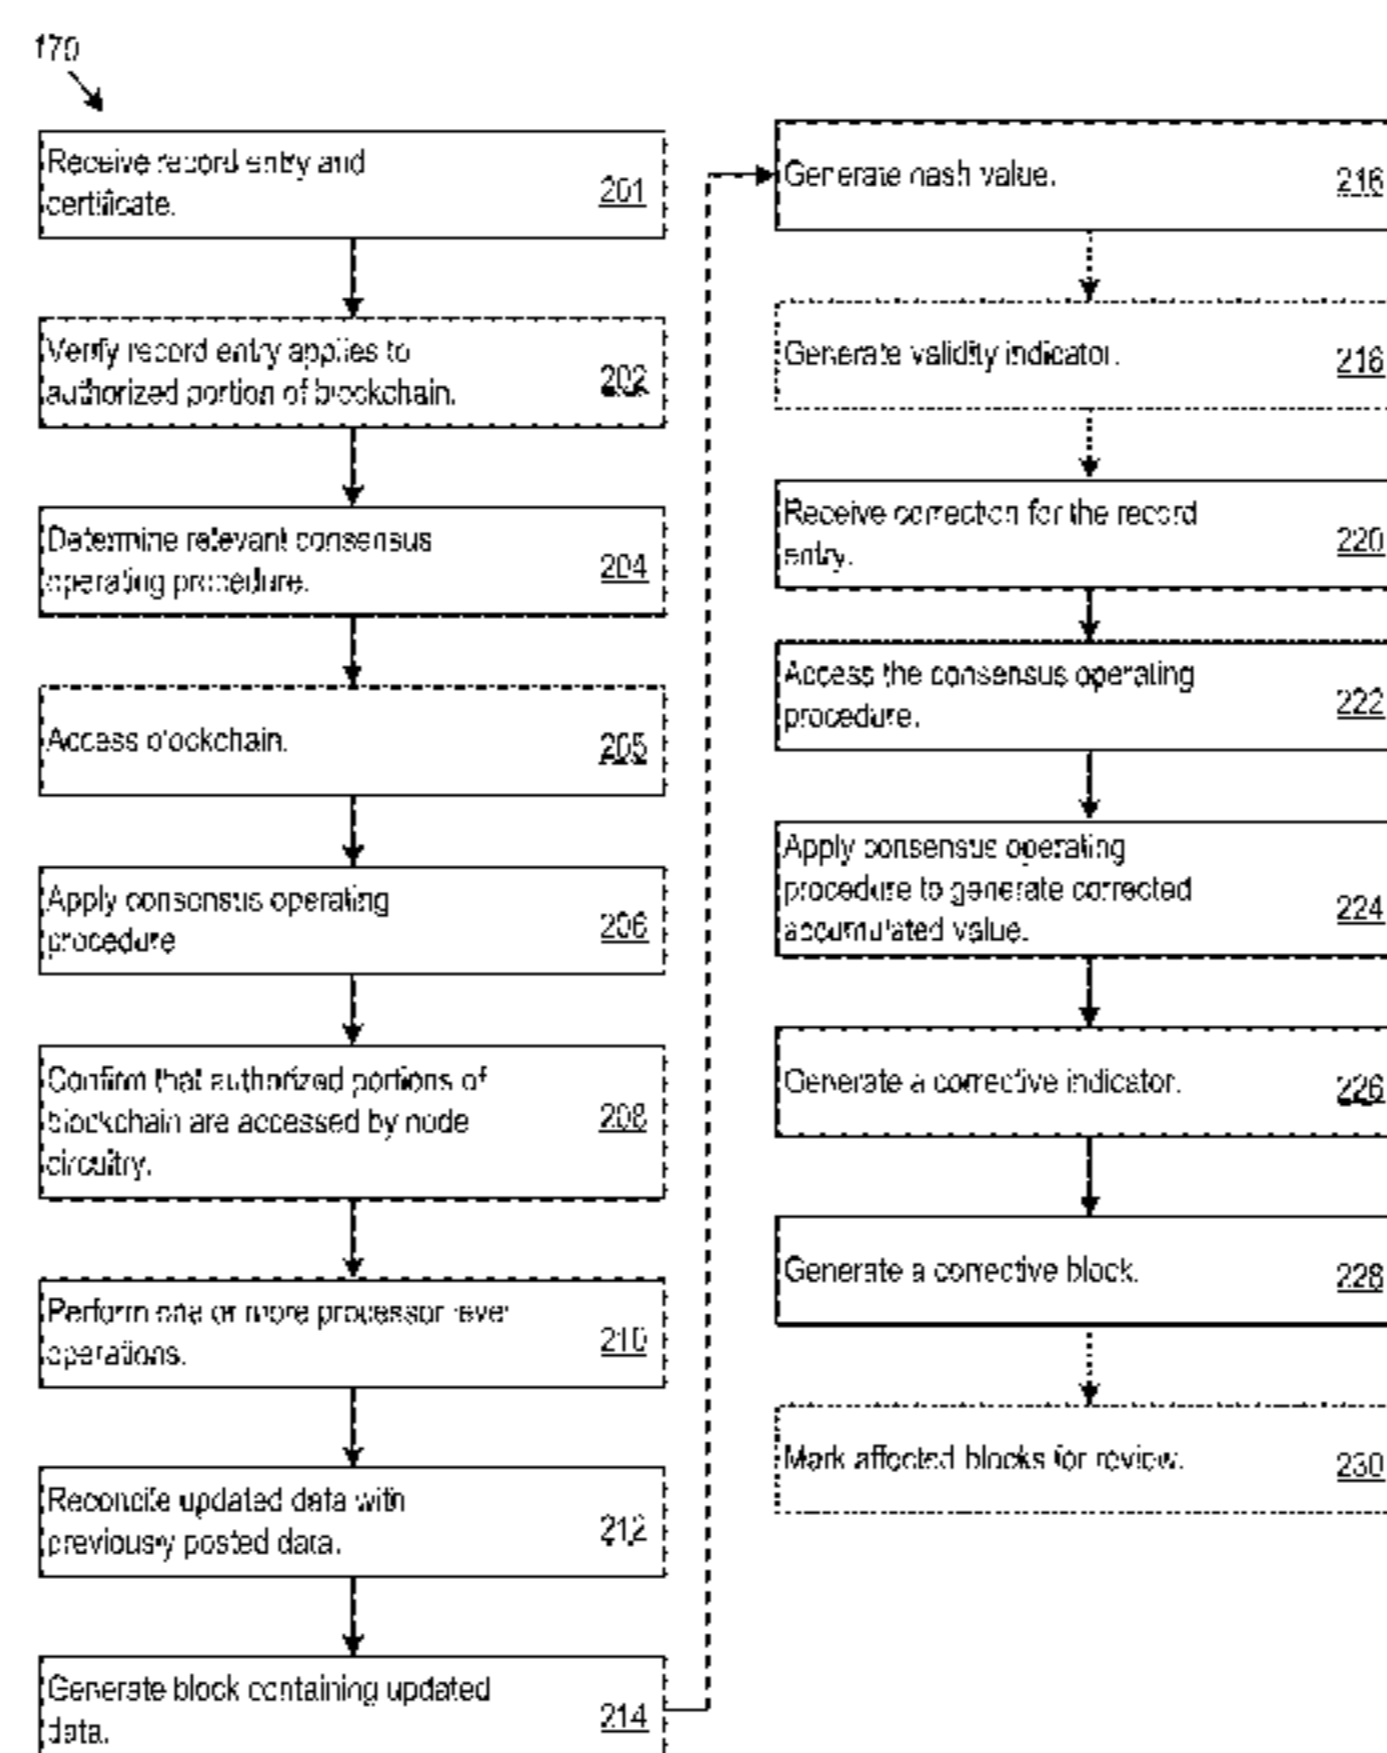 170
Receive record entry and
certificate.
201
Verify record entry applies to
authorized portion of blockchain.
202
Determine relevant consensus
operating procedure.
204
Access blockchain.
205
Apply consensus operating
procedure
206
Confirm that authorized portions of
blockchain are accessed by node
circuitry.
208
Perform one or more processor level
operations.
210
Reconcile updated data with
previously posted data.
212
Generate block containing updated
data.
214
Generate hash value.
216
Generate validity indicator.
218
Receive correction for the record
entry.
220
Access the consensus operating
procedure.
222
Apply consensus operating
procedure to generate corrected
accumulated value.
224
Generate a corrective indicator.
226
Generate a corrective block.
228
Mark affected blocks for review.
230